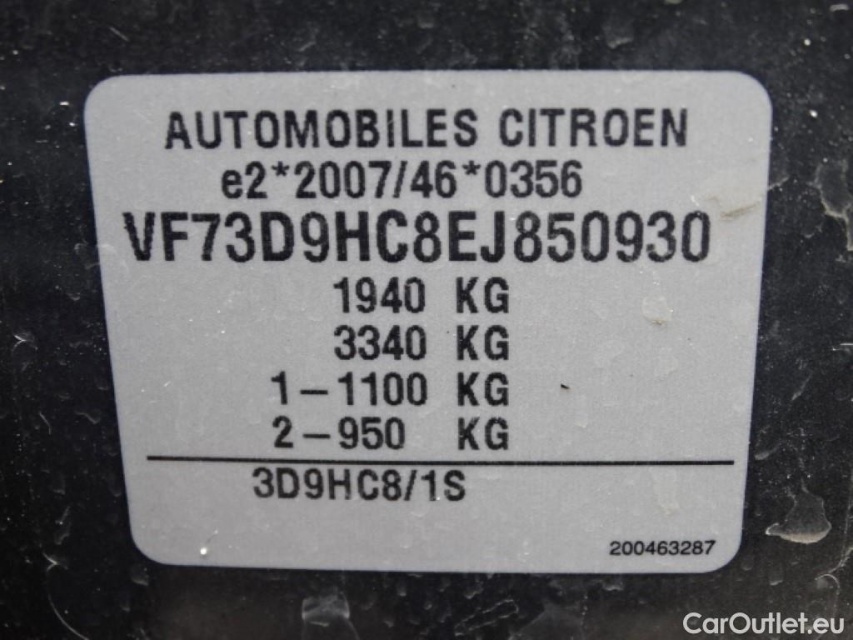 AUTOMOBILES CITROEN
e2*2007/46*0356
VF73D9HC8EJ850930
1940 KG
3340 KG
1-1100 KG
2-950 KG
3D9HC8/1S
200463287
CarOutlet.eu